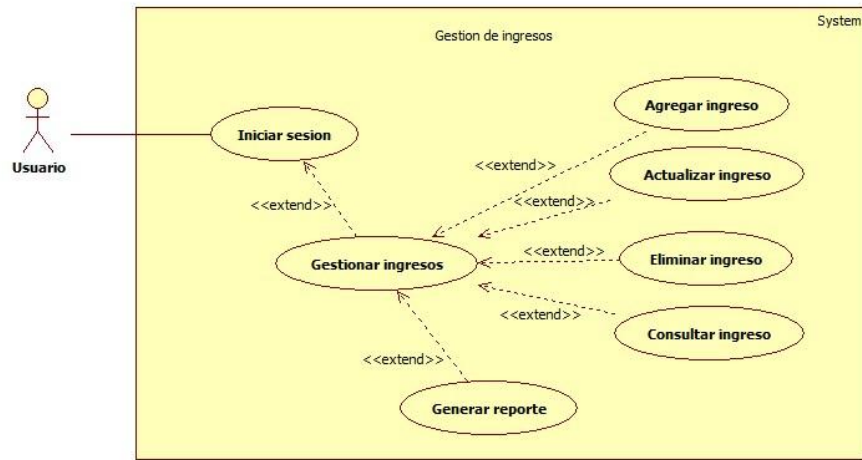 System
Gestion de ingresos
Agregar ingreso
Iniciar sesion
Usuario
<<extend>>
Actualizar ingreso
<<extend>>
<<extend>>
<<extend>>
Gestionar ingresos
Eliminar ingreso
<<extend>>
Consultar ingreso
<<extend>>
Generar reporte